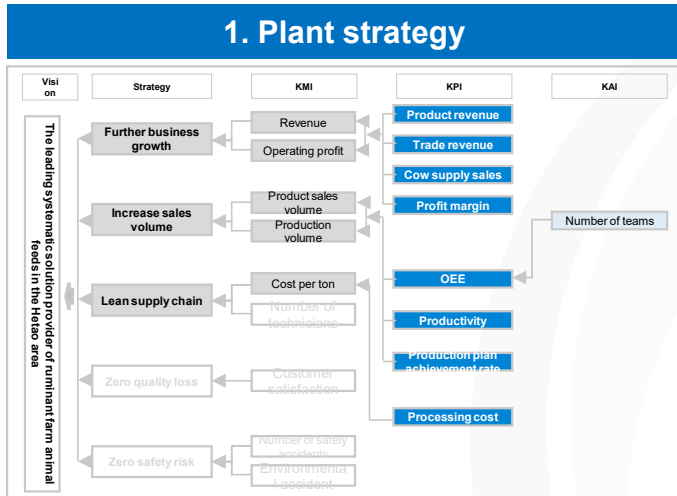 1. Plant strategy
Visi
on
Strategy
KMI
KPI
KAI
The leading systematic solution provider of ruminant farm animal
feeds in the Hetao area
Further business
growth
Increase sales
volume
Lean supply chain
Zero quality loss
Zero safety risk
Revenue
Operating profit
Product sales
volume
Production
volume
Cost per ton
Number of
technicians
Customer
satisfaction
Number of safety
accidents
Environmenta
l accident
Product revenue
Trade revenue
Cow supply sales
Profit margin
OEE
Productivity
Production plan
achievement rate
Processing cost
Number of teams